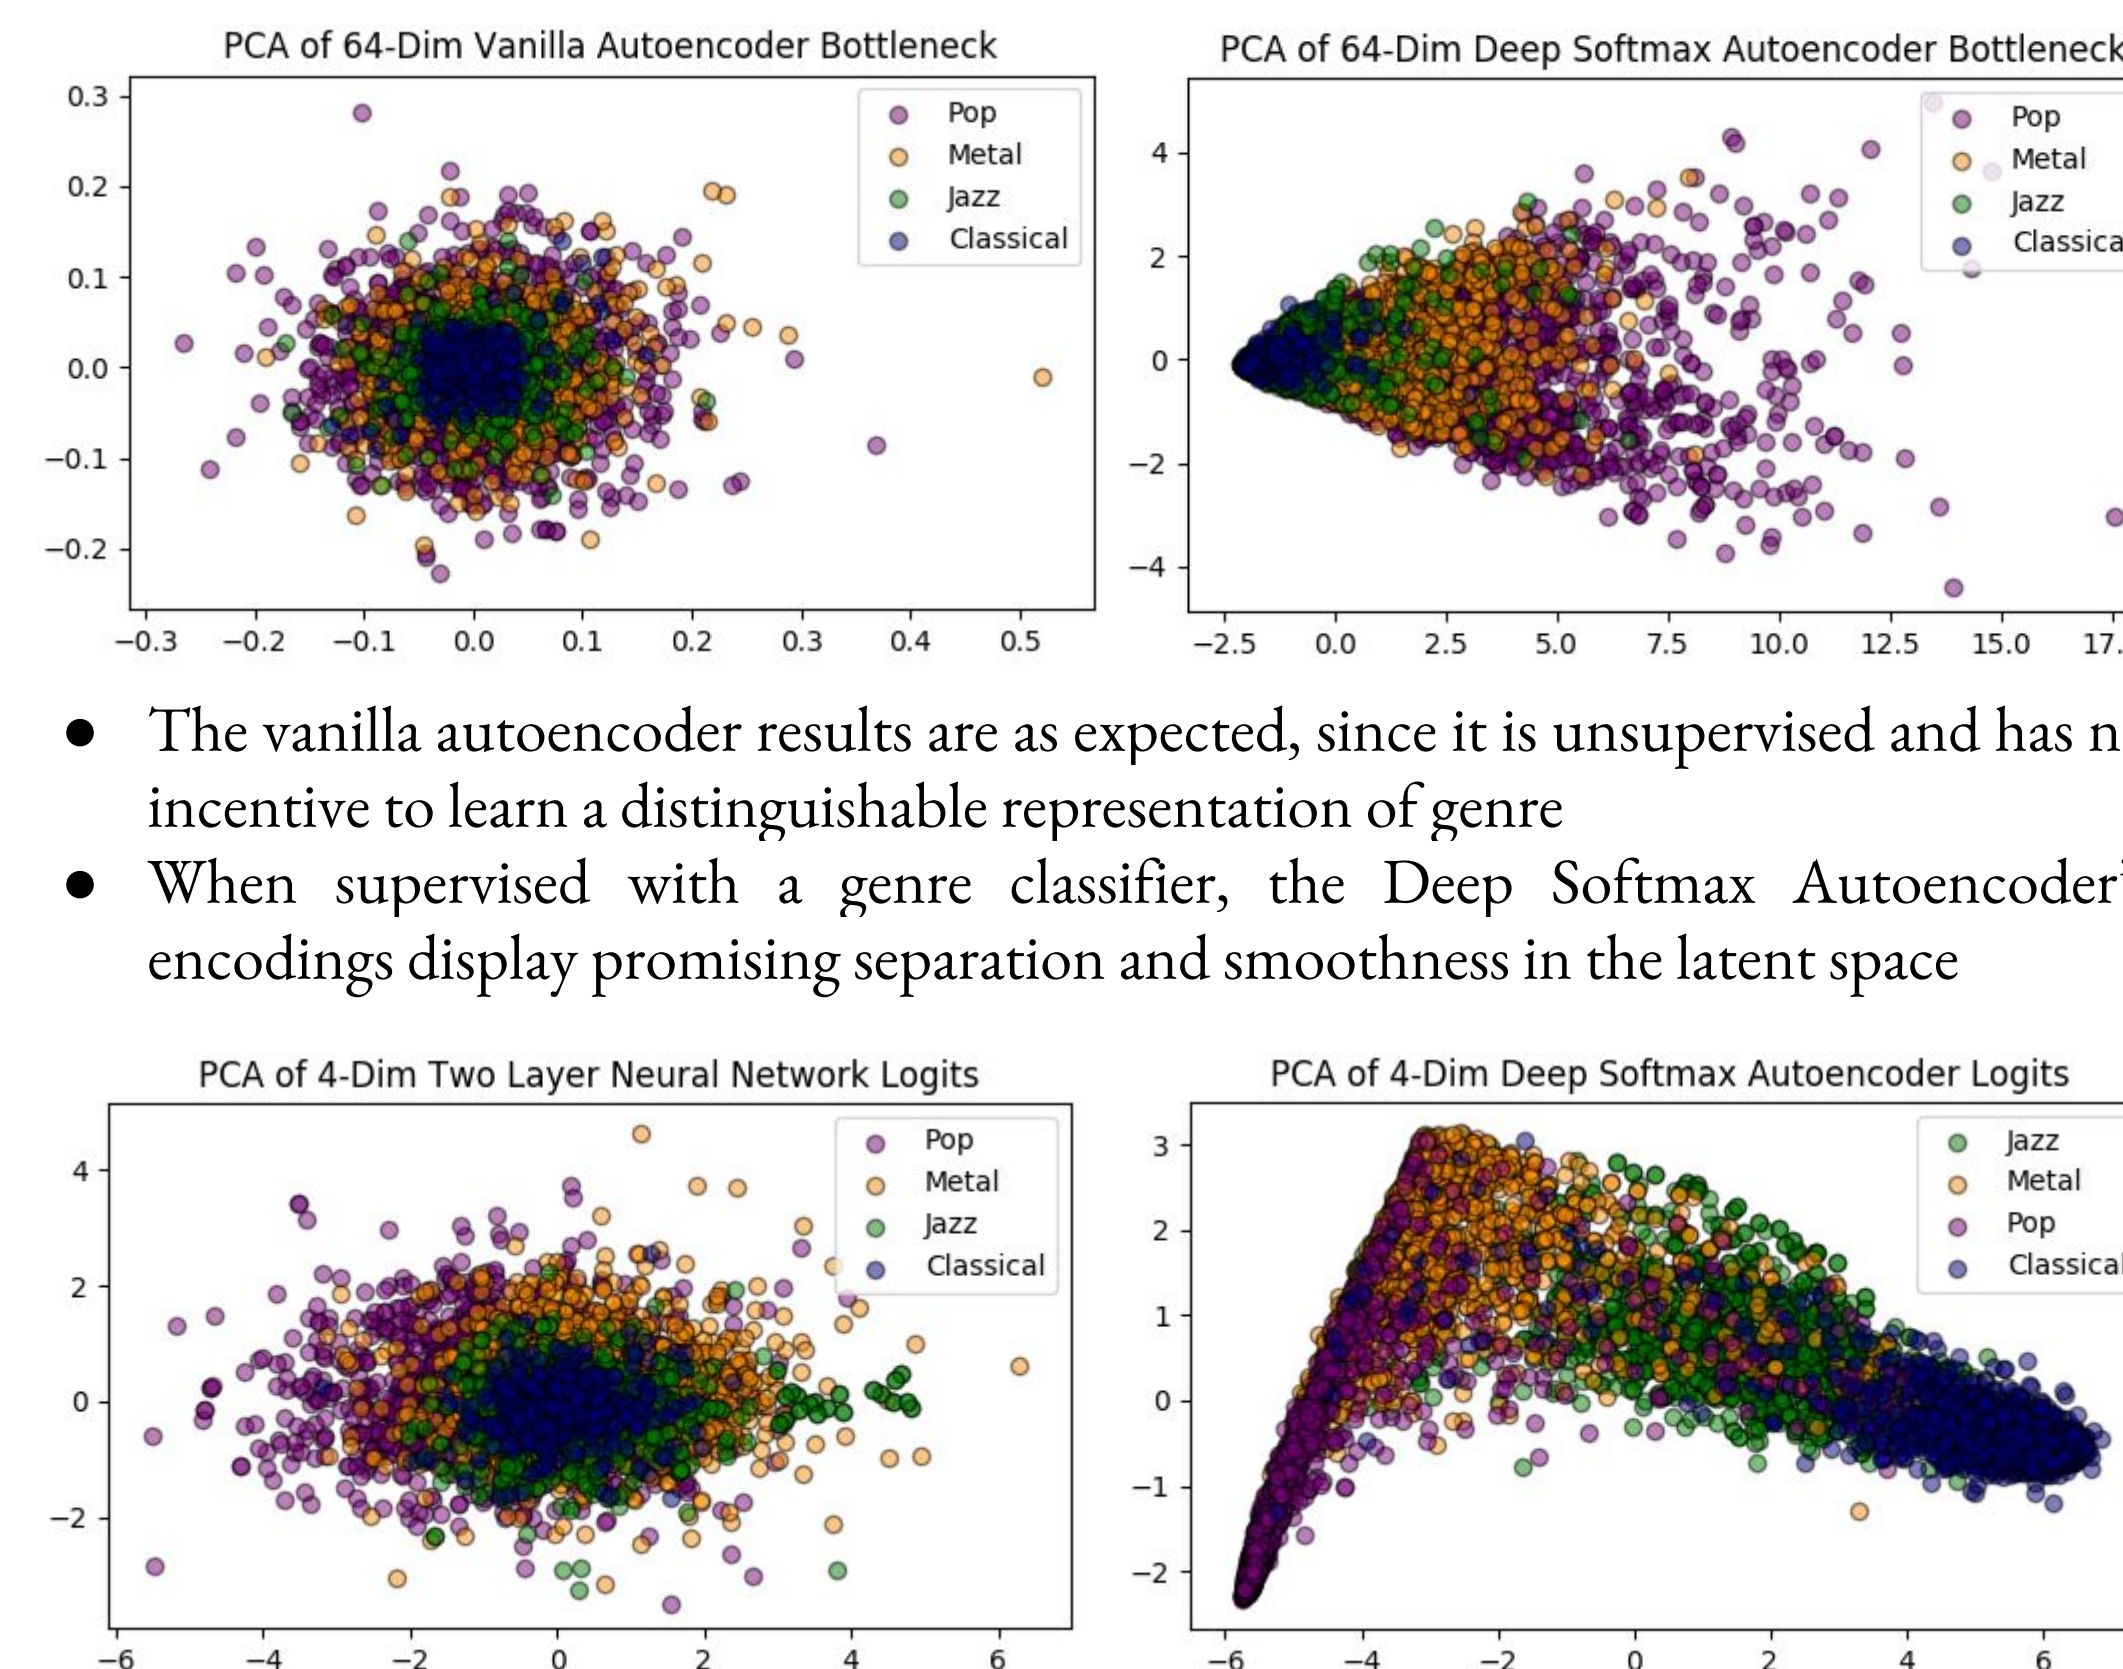 PCA of 64-Dim Vanilla Autoencoder Bottleneck
0.3
0.2
0.1
0.0
−0.1
−0.2
−0.3 −0.2 −0.1 0.0 0.1 0.2 0.3 0.4 0.5
Pop
Metal
Jazz
Classical
PCA of 64-Dim Deep Softmax Autoencoder Bottleneck
4
2
0
−2
−4
−2.5 0.0 2.5 5.0 7.5 10.0 12.5 15.0 17.
Pop
Metal
Jazz
Classica
● The vanilla autoencoder results are as expected, since it is unsupervised and has n
incentive to learn a distinguishable representation of genre
● When supervised with a genre classifier, the Deep Softmax Autoencoder'
encodings display promising separation and smoothness in the latent space
PCA of 4-Dim Two Layer Neural Network Logits
4
2
0
−2
−6 −4 −2 0 2 4 6
Pop
Metal
Jazz
Classical
PCA of 4-Dim Deep Softmax Autoencoder Logits
3
2
1
0
−1
−2
−6 −4 −2 0 2 4 6
Jazz
Metal
Pop
Classical